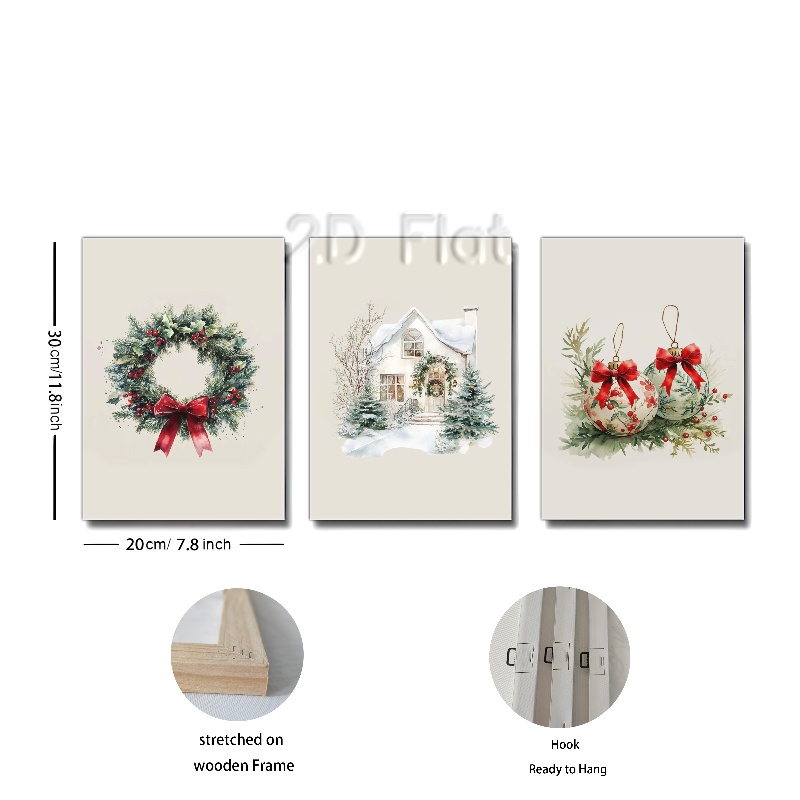 2D Flat
30cm/11.8inch
20cm/ 7.8 inch
stretched on
wooden Frame
Hook
Ready to Hang